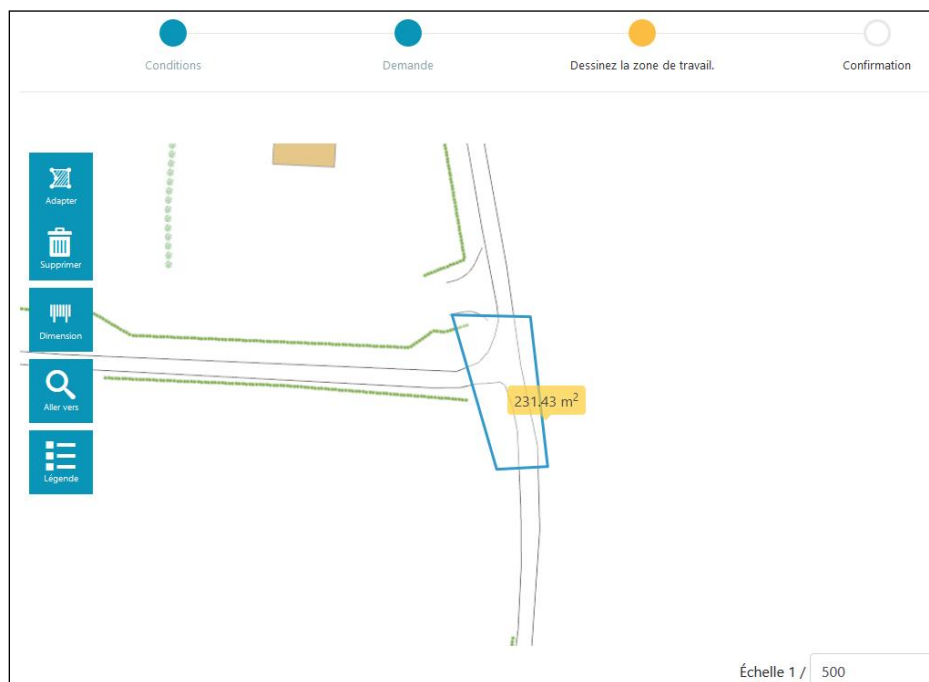 Conditions
Demande
Dessinez la zone de travail.
Confirmation
Adapter
Supprimer
Dimension
Aller vers
Légende
231.43 m²
Échelle 1 / 500